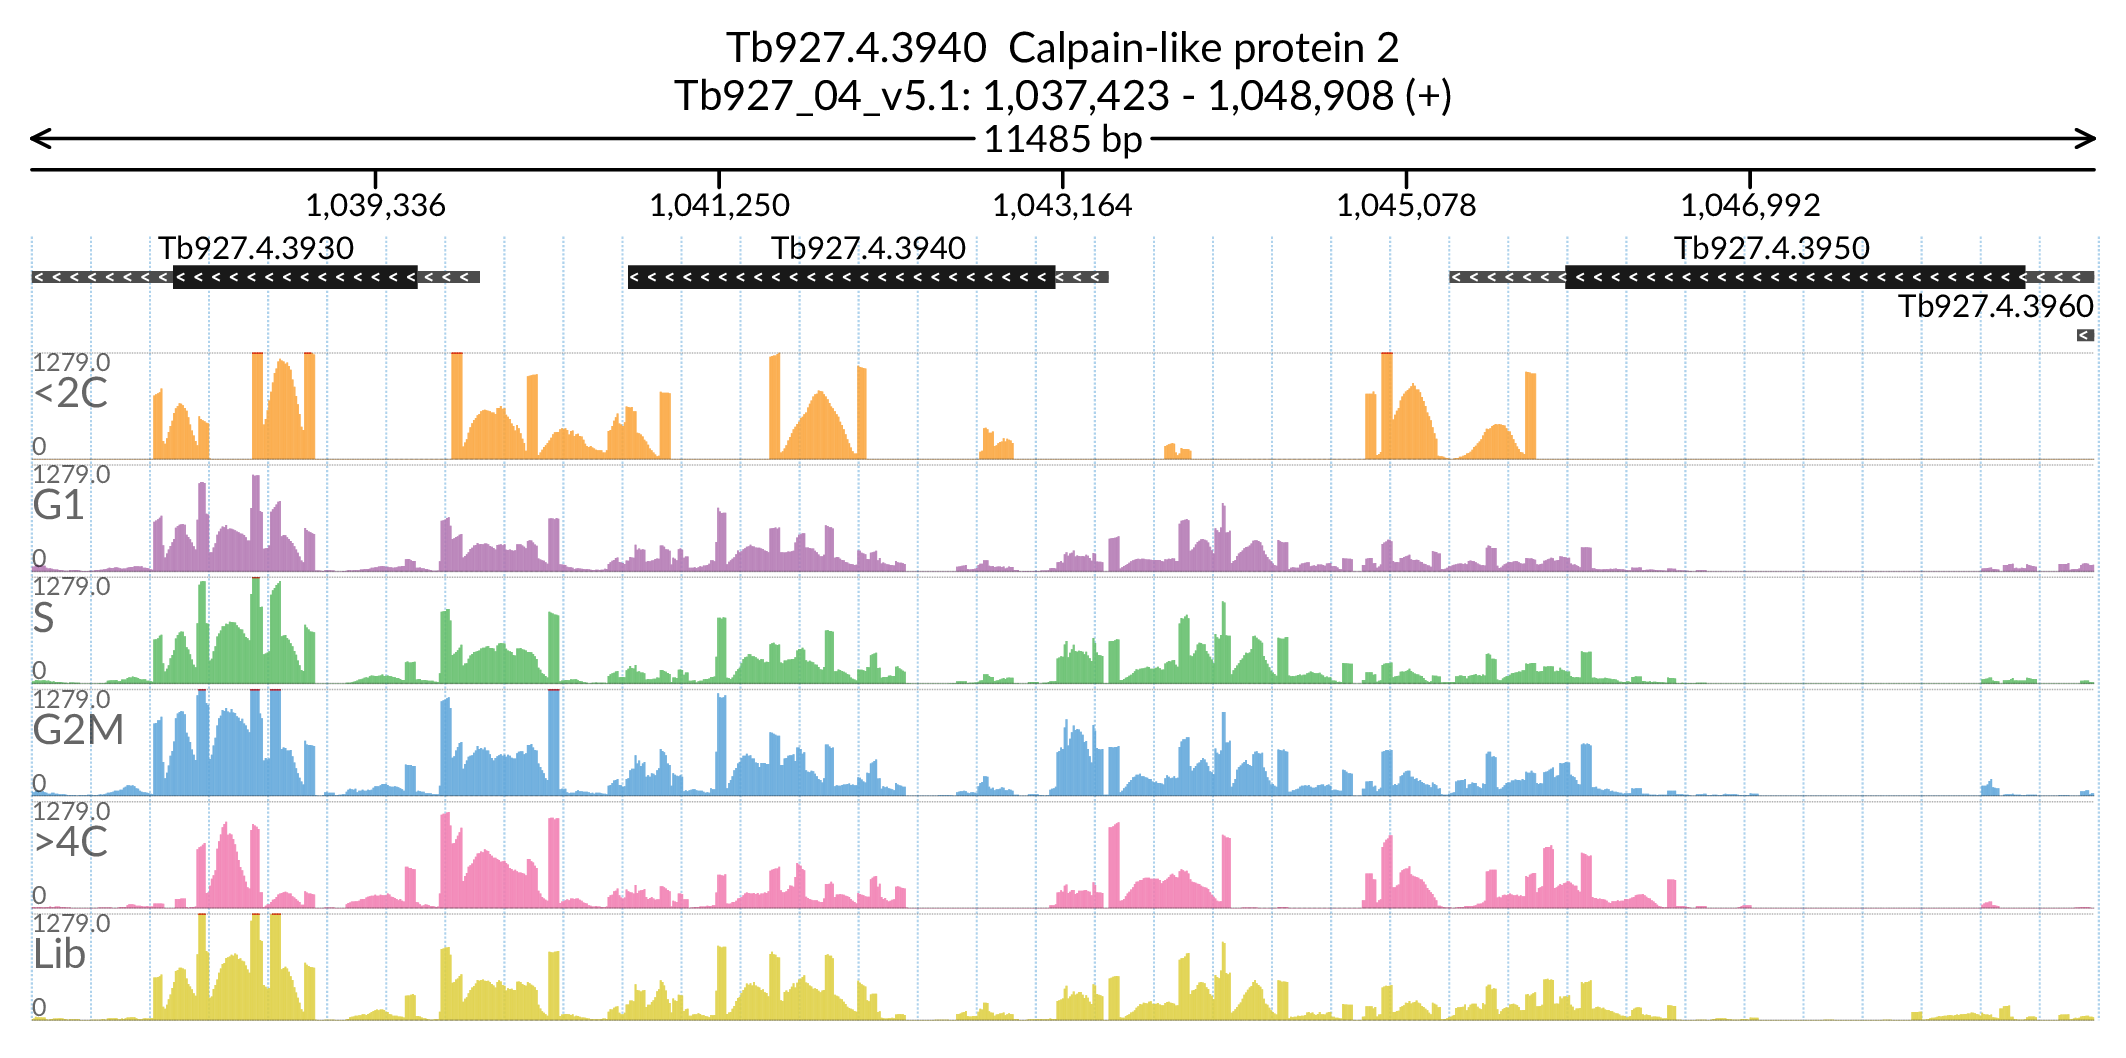 Tb927.4.3940  Calpain-like protein 2
Tb927_04_v5.1: 1,037,423 - 1,048,908 (+)
11485 bp
1,039,336 1,041,250 1,043,164 1,045,078 1,046,992
Tb927.4.3930 Tb927.4.3940 Tb927.4.3950
Tb927.4.3960
1279.0
<2C
0
1279.0
G1
0
1279.0
S
0
1279.0
G2M
0
1279.0
>4C
0
1279.0
Lib
0